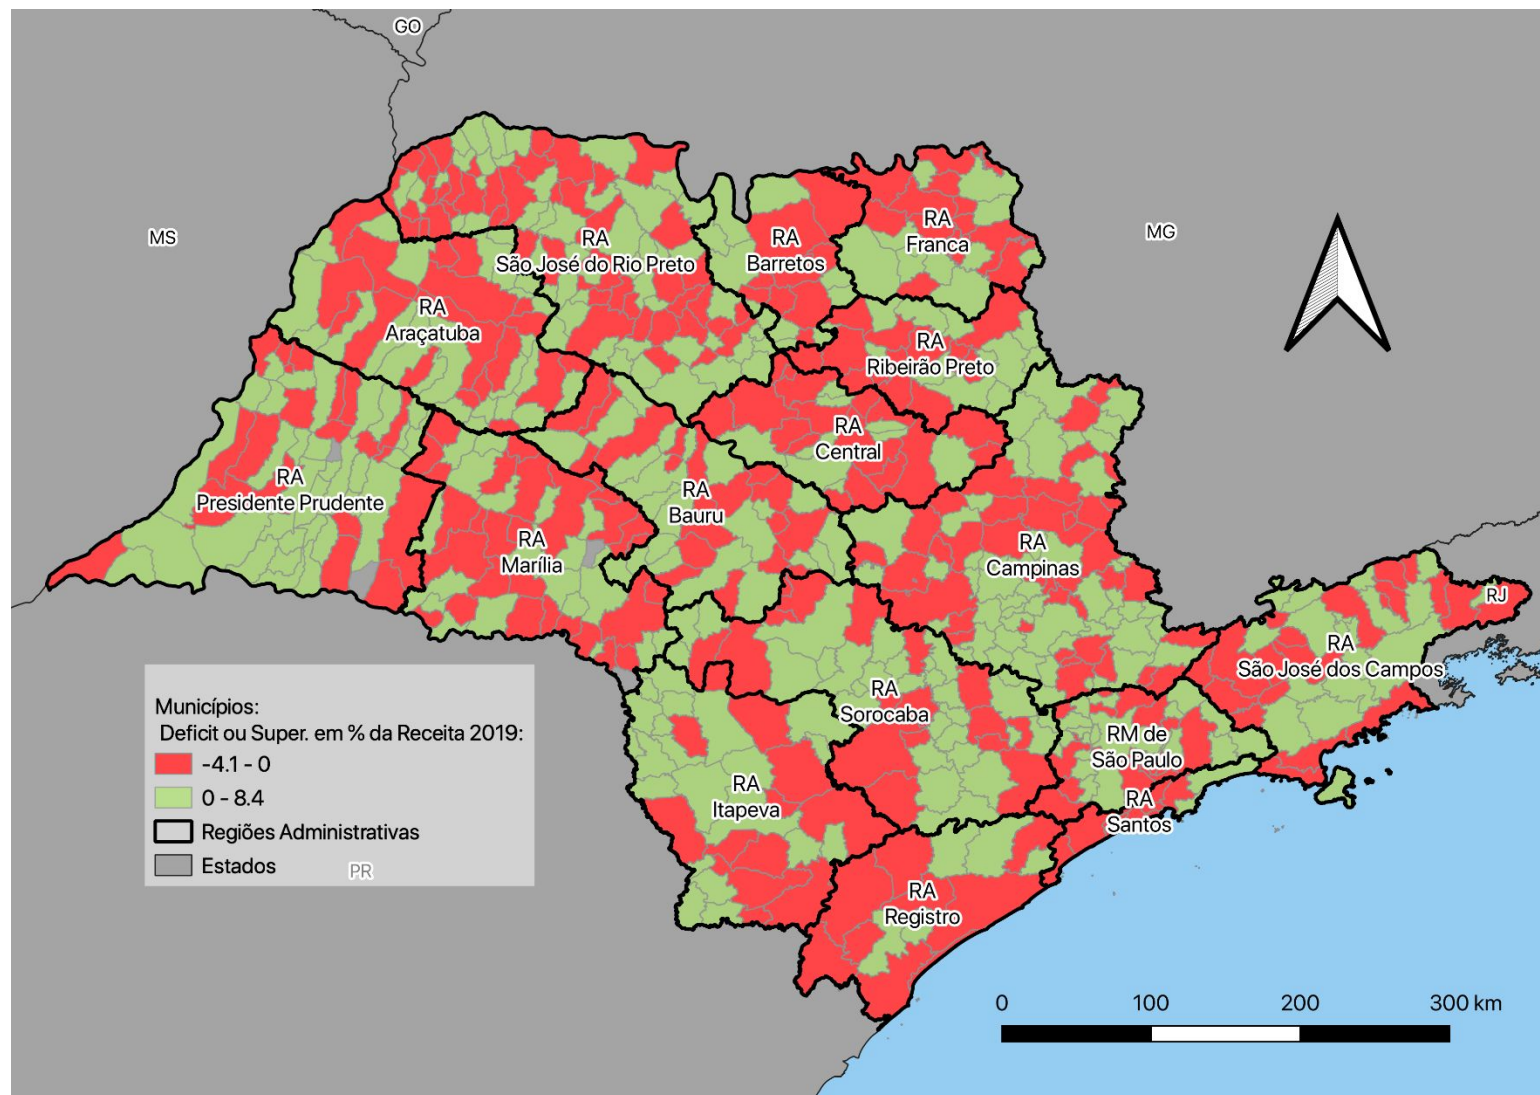 GO
MS
MG
RA
Franca
RA
São José do Rio Preto
RA
Barretos
RA
Araçatuba
RA
Ribeirão Preto
RA
Central
RA
Presidente Prudente
RA
Bauru
RA
Marília
RA
Campinas
RJ
RA
São José dos Campos
RA
Sorocaba
RM de
São Paulo
RA
Itapeva
RA
Santos
RA
Registro
Municípios:
Deficit ou Super. em % da Receita 2019:
-4.1 - 0
0 - 8.4
Regiões Administrativas
Estados
PR
0 100 200 300 km